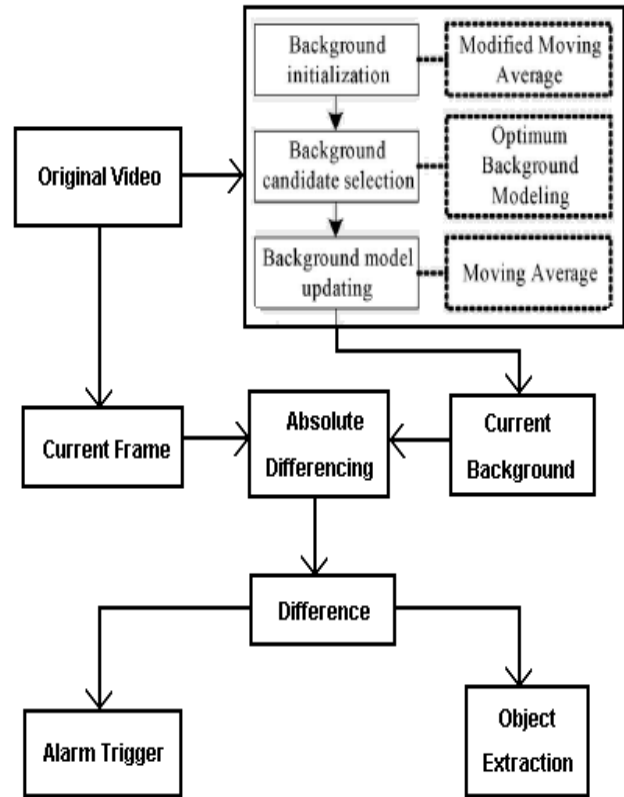 Background
initialization
Modified Moving
Average
Original Video
Background
candidate selection
Optimum
Background
Modeling
Background model
updating
Moving Average
Current Frame
Absolute
Differencing
Current
Background
Difference
Alarm Trigger
Object
Extraction